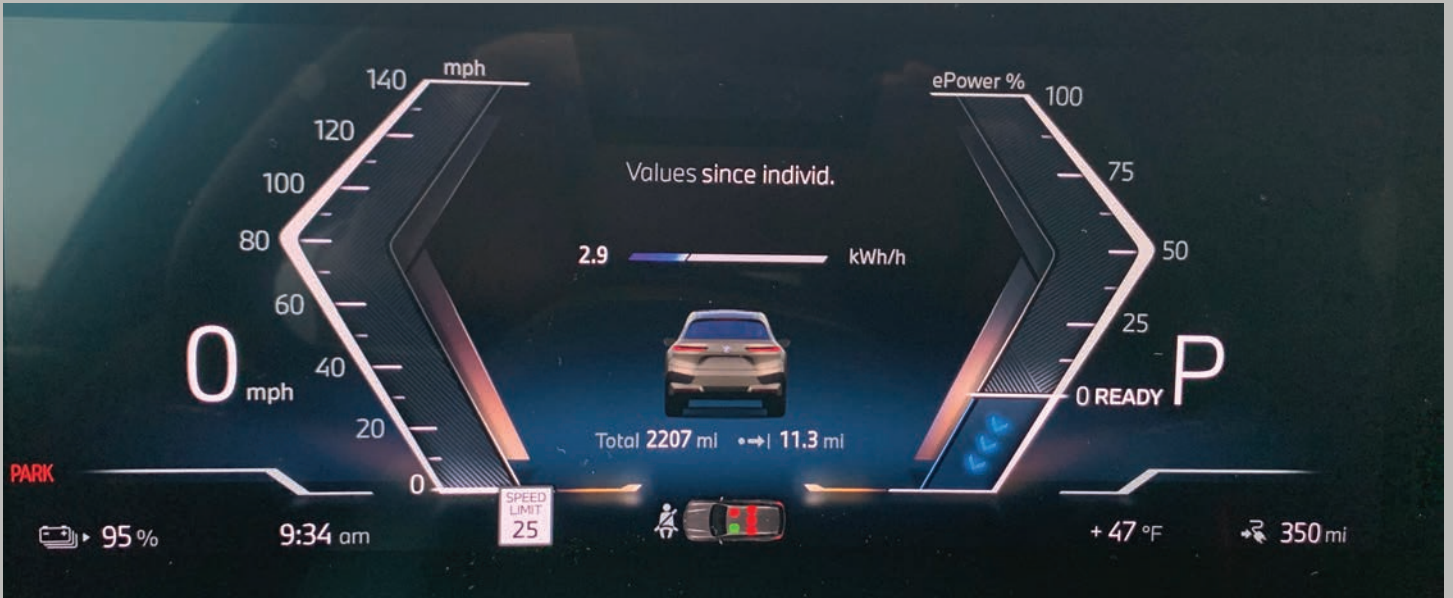 mph
140
120
100
80
60
40
20
0
0 mph
ePower %
100
75
50
25
0 READY
P
Values since individ.
2.9 kWh/h
Total 2207 mi 11.3 mi
PARK
SPEED
LIMIT
25
95 %
9:34 am
+ 47 °F
350 mi